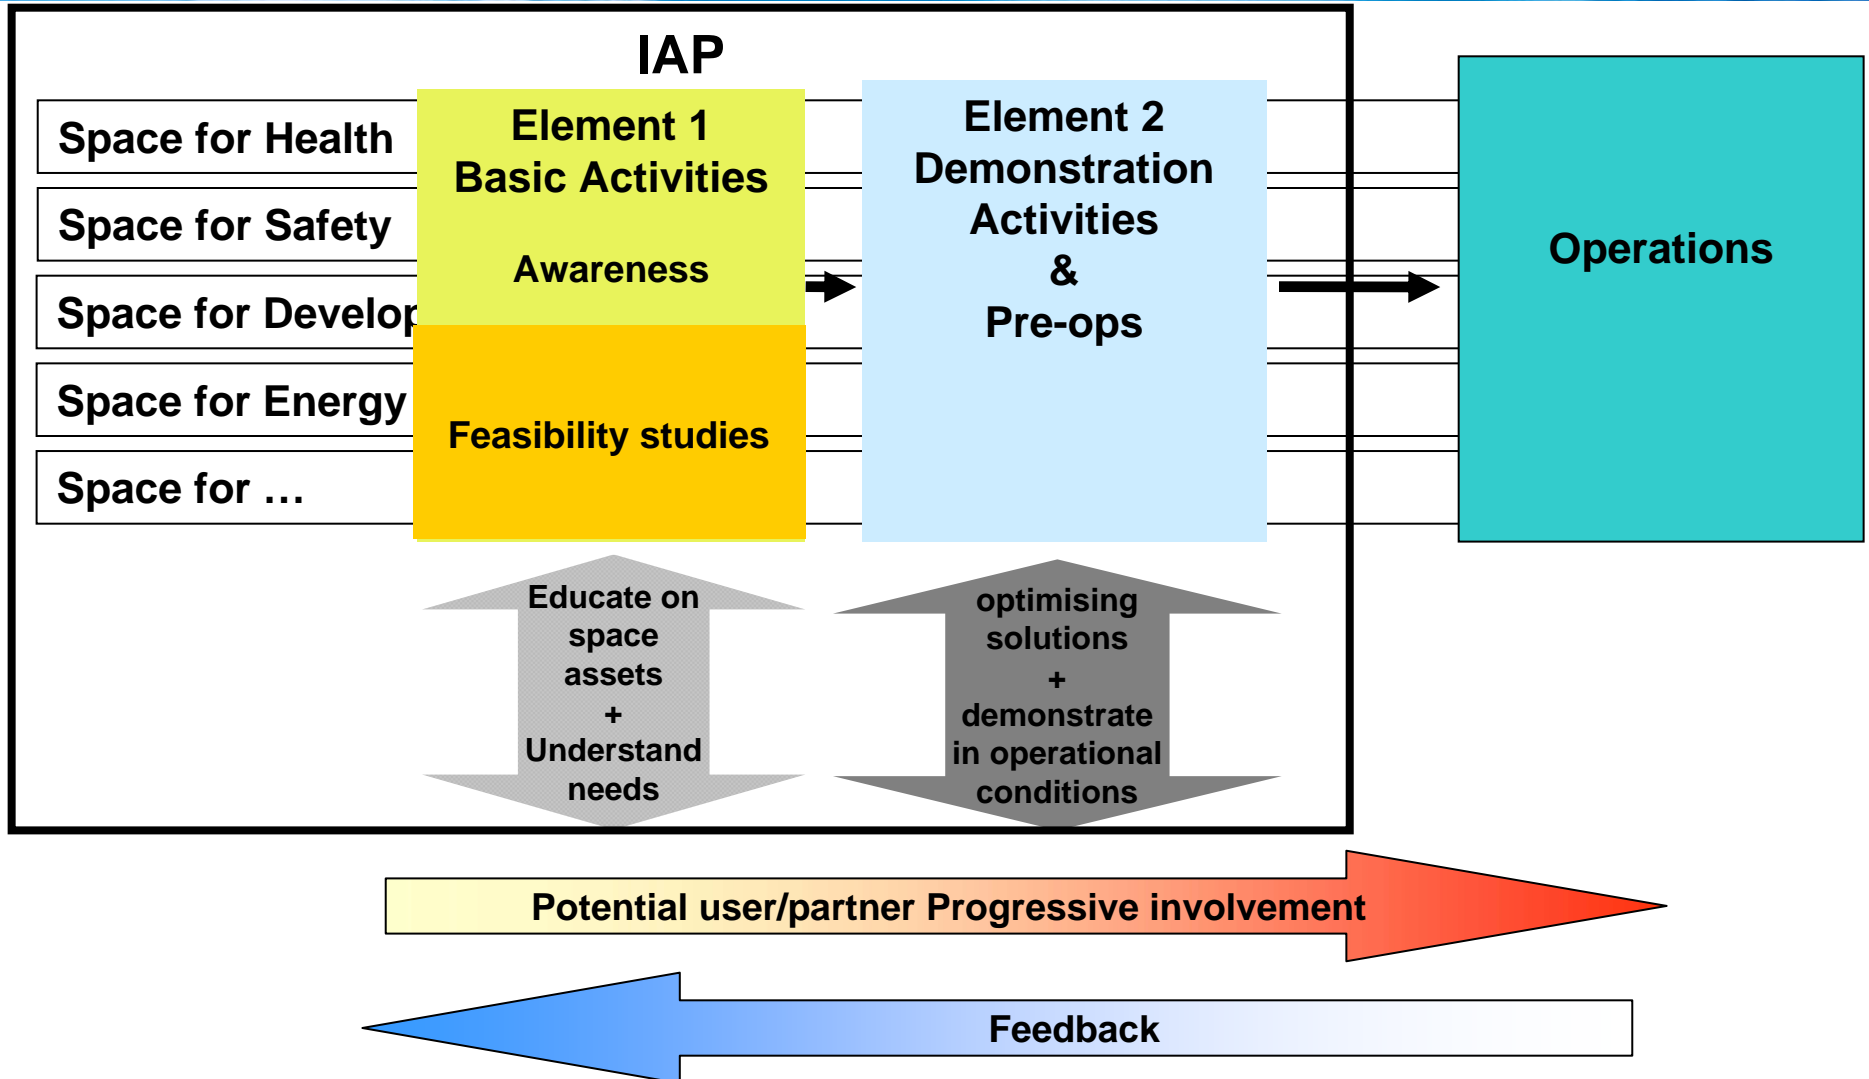 IAP
Space for Health
Space for Safety
Space for Develop
Space for Energy
Space for …
Element 1
Basic Activities
Awareness
Feasibility studies
Element 2
Demonstration
Activities
&
Pre-ops
Operations
Educate on
space
assets
+
Understand
needs
optimising
solutions
+
demonstrate
in operational
conditions
Potential user/partner Progressive involvement
Feedback